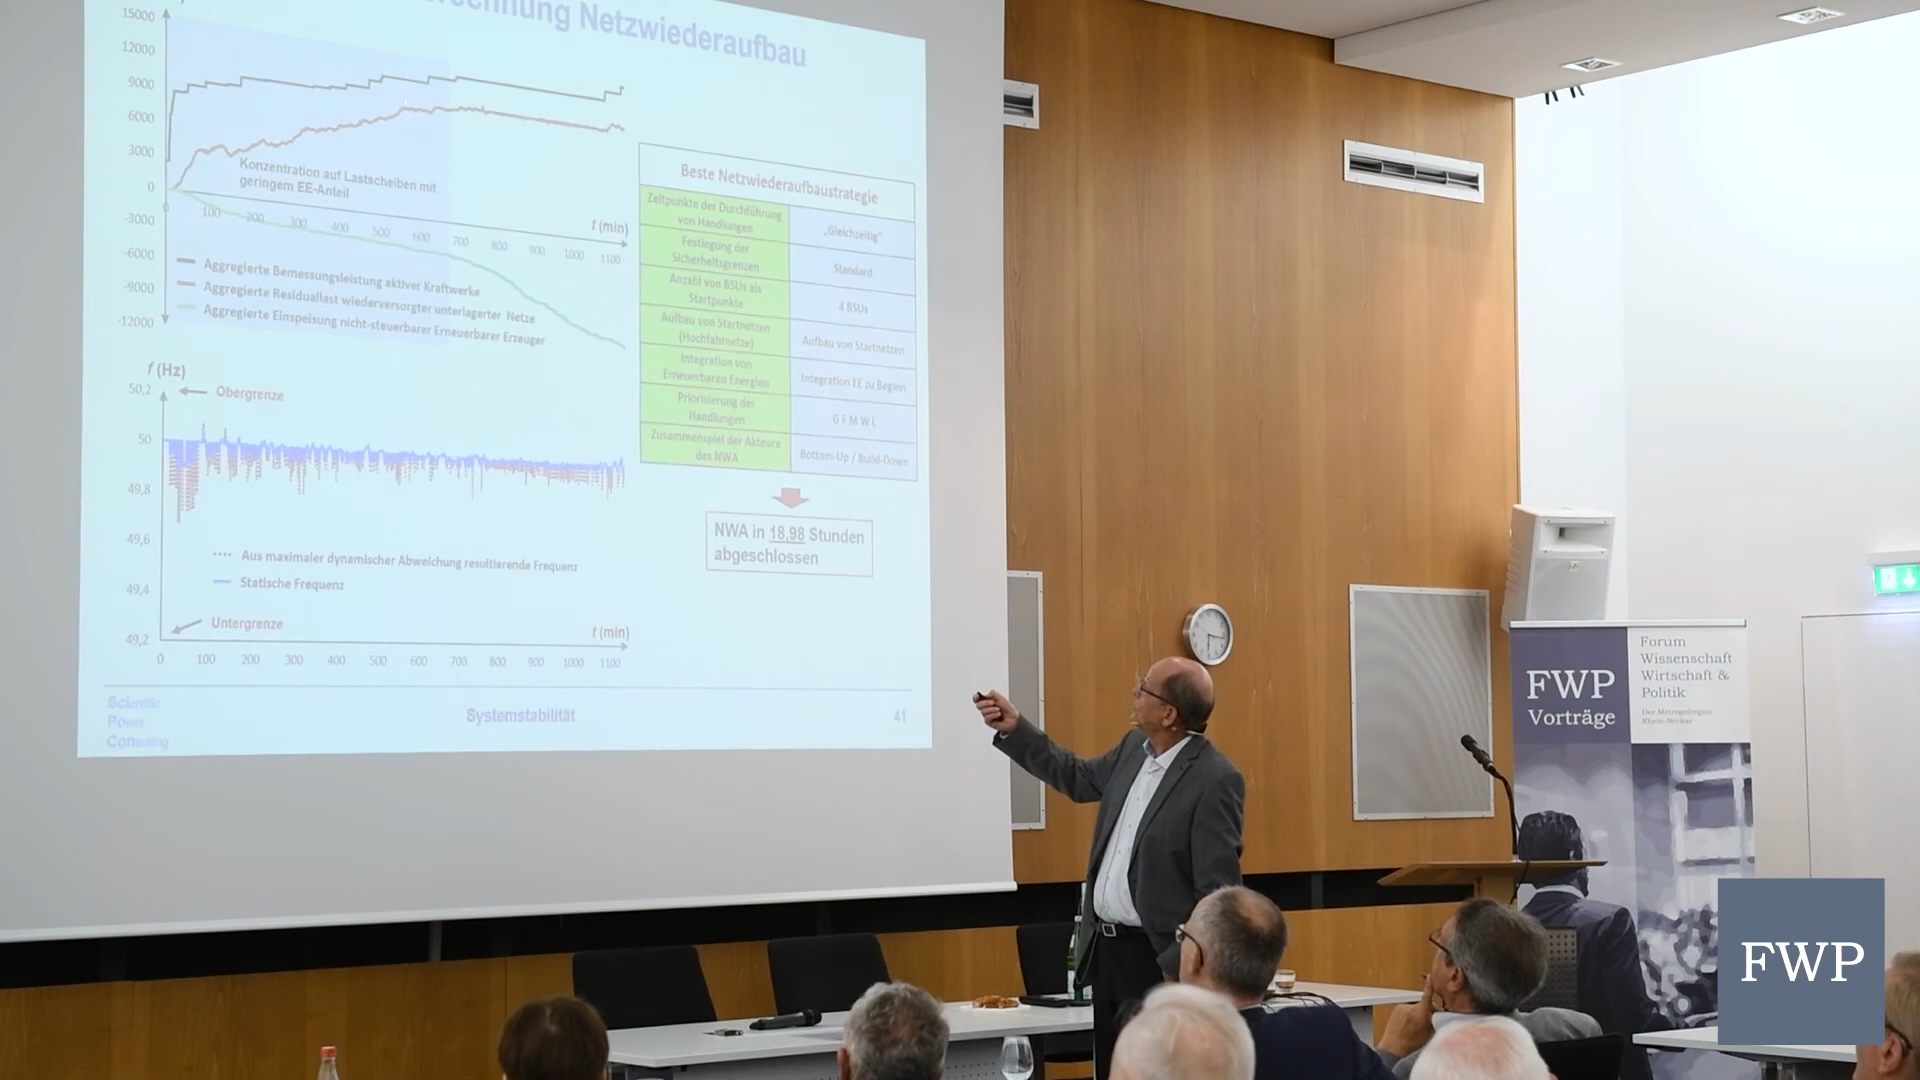 Netzwiederaufbau
15000
12000
9000
6000
3000
0
-3000
-6000
-9000
-12000
Konzentration auf Lastscheiben mit
geringem EE-Anteil
0 100 200 300 400 500 600 700 800 900 1000 1100
t (min)
Aggregierte Bemessungsleistung aktiver Kraftwerke
Aggregierte Residuallast wiederversorgter unterlagerter Netze
Aggregierte Einspeisung nicht-steuerbarer Erneuerbarer Erzeuger
f (Hz)
50,2
Obergrenze
50
49,8
49,6
49,4
49,2
Aus maximaler dynamischer Abweichung resultierende Frequenz
Statische Frequenz
Untergrenze
t (min)
0 100 200 300 400 500 600 700 800 900 1000 1100
Beste Netzwiederaufbaustrategie
Zeitpunkte der Durchführung
von Handlungen
„Gleichzeitig“
Festlegung der
Sicherheitsgrenzen
Standard
Anzahl von BSUs als
Startpunkte
4 BSUs
Aufbau von Startnetzen
(Hochfahrnetze)
Aufbau von Startnetzen
Integration von
Erneuerbaren Energien
Integration EE zu Beginn
Priorisierung der
Handlungen
G F M W L
Zusammenspiel der Akteure
des NWA
Bottom-Up / Build-Down
NWA in 18,98 Stunden
abgeschlossen
Scientific
Power
Consulting
Systemstabilität
41
FWP
Vorträge
Forum
Wissenschaft
Wirtschaft &
Politik
Der Metropolregion
Rhein-Neckar
FWP